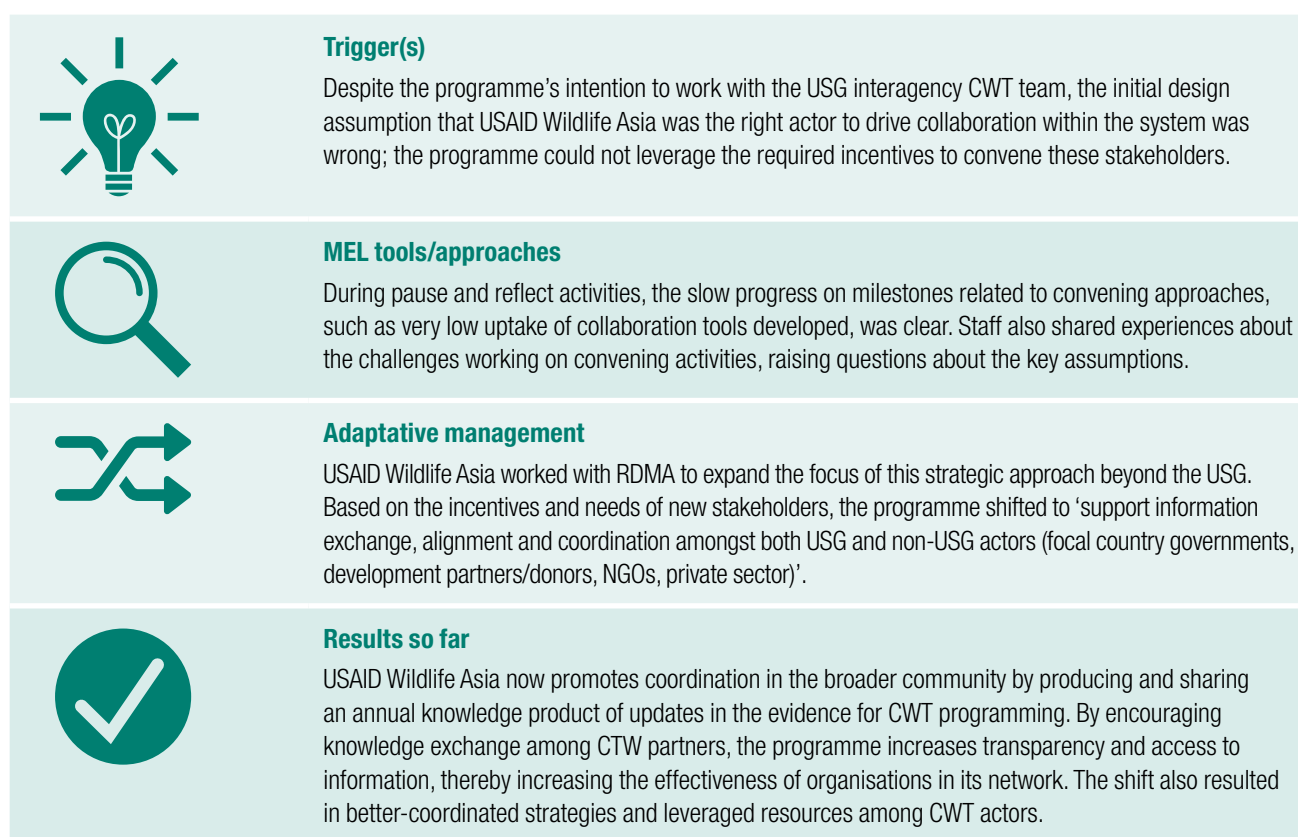 Trigger(s)
Despite the programme's intention to work with the USG interagency CWT team, the initial design
assumption that USAID Wildlife Asia was the right actor to drive collaboration within the system was
wrong; the programme could not leverage the required incentives to convene these stakeholders.
MEL tools/approaches
During pause and reflect activities, the slow progress on milestones related to convening approaches,
such as very low uptake of collaboration tools developed, was clear. Staff also shared experiences about
the challenges working on convening activities, raising questions about the key assumptions.
Adaptative management
USAID Wildlife Asia worked with RDMA to expand the focus of this strategic approach beyond the USG.
Based on the incentives and needs of new stakeholders, the programme shifted to ‘support information
exchange, alignment and coordination amongst both USG and non-USG actors (focal country governments,
development partners/donors, NGOs, private sector)’.
Results so far
USAID Wildlife Asia now promotes coordination in the broader community by producing and sharing
an annual knowledge product of updates in the evidence for CWT programming. By encouraging
knowledge exchange among CTW partners, the programme increases transparency and access to
information, thereby increasing the effectiveness of organisations in its network. The shift also resulted
in better-coordinated strategies and leveraged resources among CWT actors.